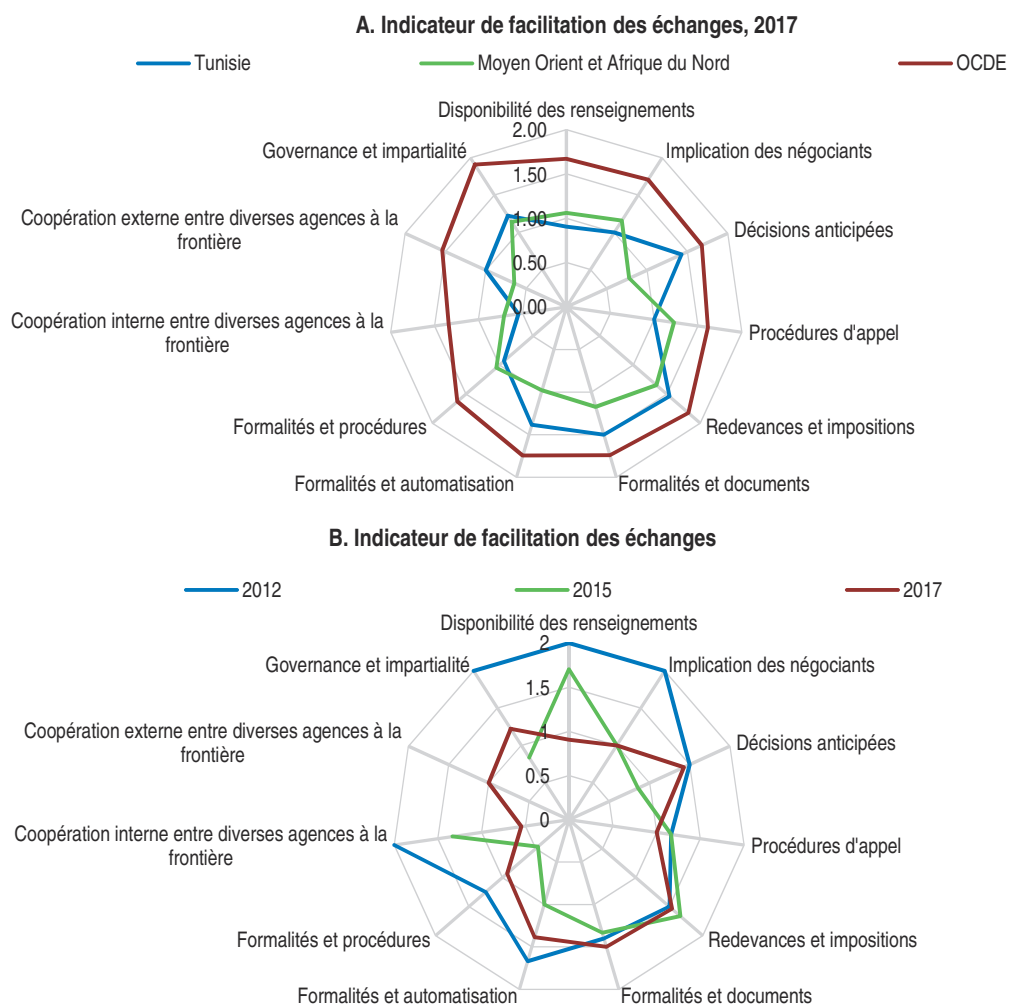 A. Indicateur de facilitation des échanges, 2017
Tunisie
Moyen Orient et Afrique du Nord
OCDE
Disponibilité des renseignements
2.00
Governance et impartialité
Implication des négociants
1.50
Coopération externe entre diverses agences à la
frontière
1.00
Décisions anticipées
0.50
Coopération interne entre diverses agences à la
frontière
0.00
Procédures d'appel
Formalités et procédures
Redevances et impositions
Formalités et automatisation
Formalités et documents
B. Indicateur de facilitation des échanges
2012
2015
2017
Disponibilité des renseignements
2
Governance et impartialité
Implication des négociants
1.5
Coopération externe entre diverses agences à la
frontière
1
Décisions anticipées
0.5
Coopération interne entre diverses agences à la
frontière
0
Procédures d'appel
Formalités et procédures
Redevances et impositions
Formalités et automatisation
Formalités et documents